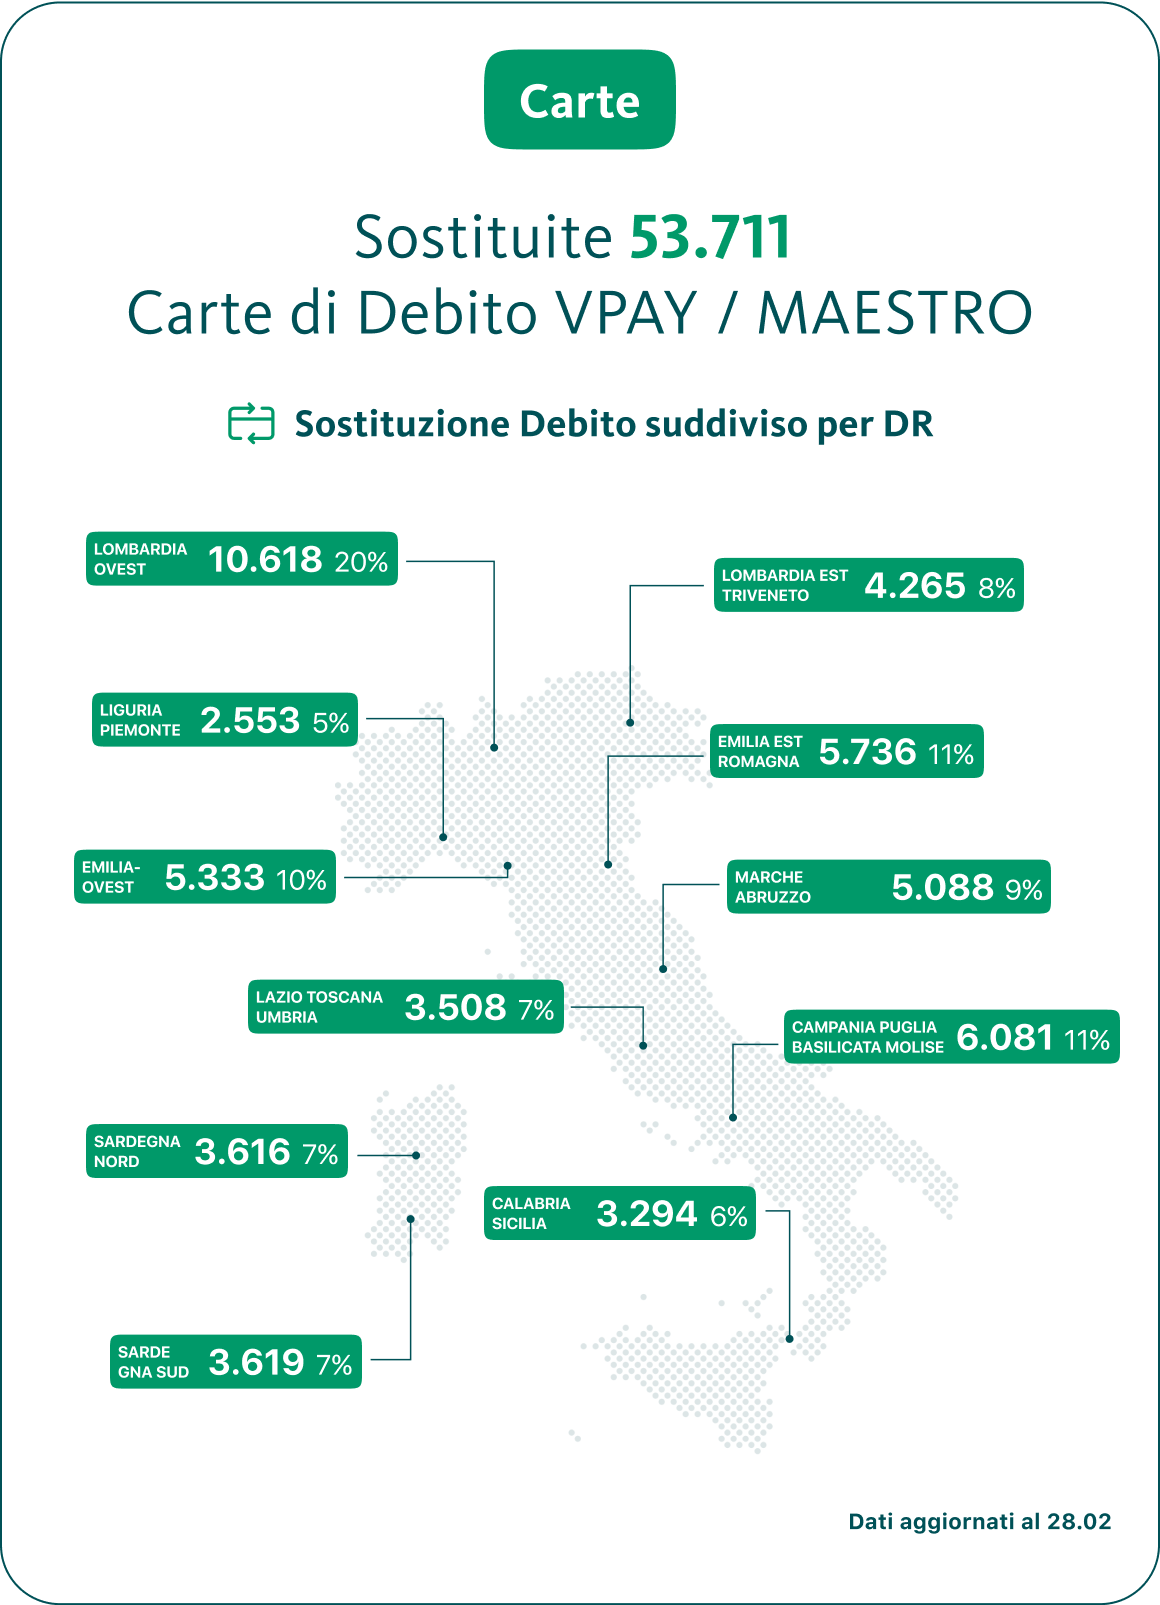 Carte
Sostituite 53.711
Carte di Debito VPAY / MAESTRO
Sostituzione Debito suddiviso per DR
LOMBARDIA
OVEST
10.618 20%
LOMBARDIA EST
TRIVENETO
4.265 8%
LIGURIA
PIEMONTE
2.553 5%
EMILIA EST
ROMAGNA
5.736 11%
EMILIA-
OVEST
5.333 10%
MARCHE
ABRUZZO
5.088 9%
LAZIO TOSCANA
UMBRIA
3.508 7%
CAMPANIA PUGLIA
BASILICATA MOLISE
6.081 11%
SARDEGNA
NORD
3.616 7%
CALABRIA
SICILIA
3.294 6%
SARDE
GNA SUD
3.619 7%
Dati aggiornati al 28.02